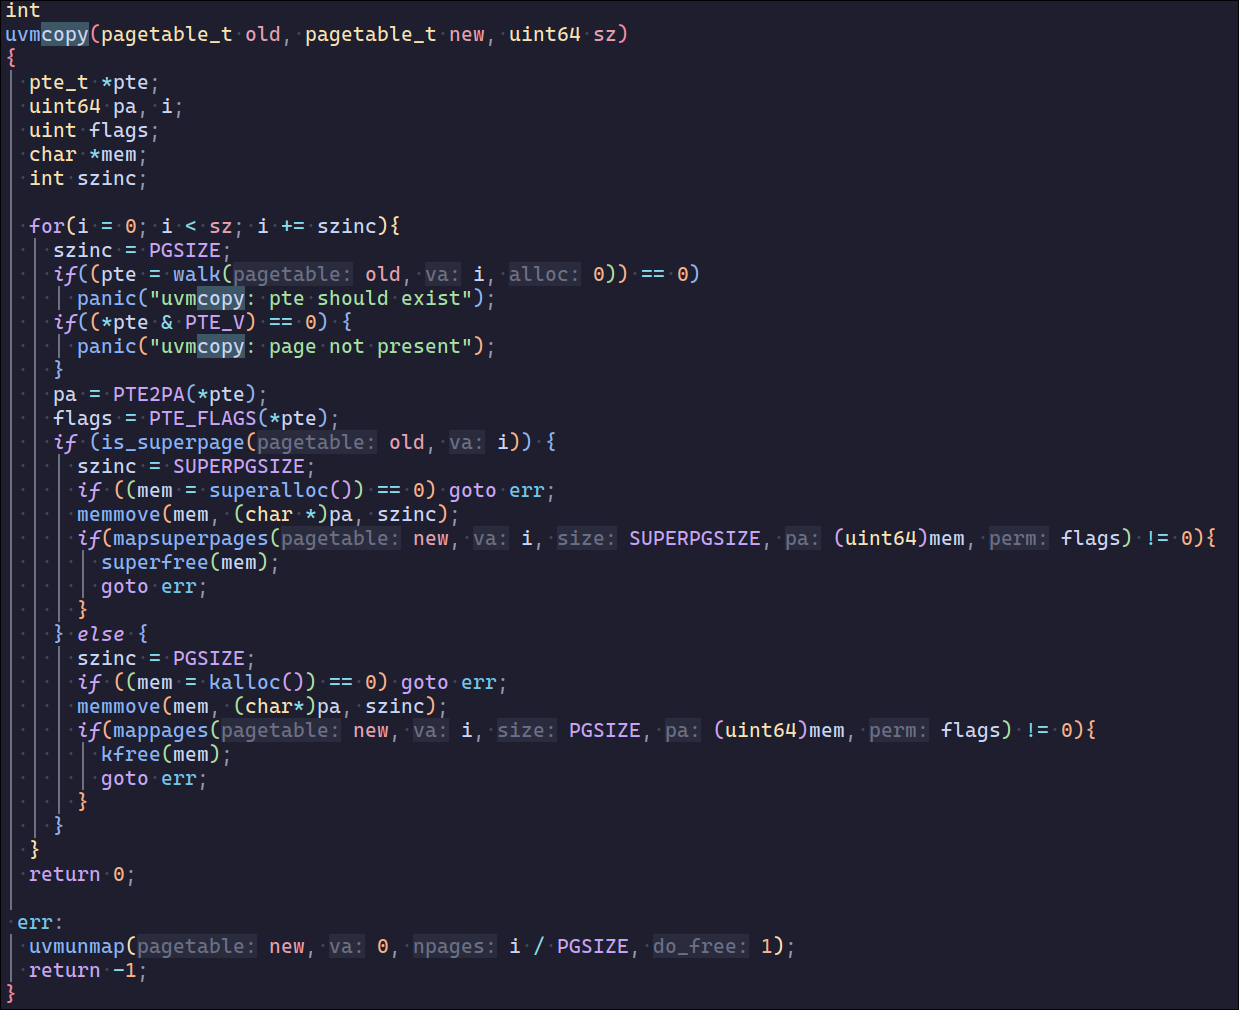 int
uvmcopy(pagetable_t old, pagetable_t new, uint64 sz)
{
  pte_t *pte;
  uint64 pa, i;
  uint flags;
  char *mem;
  int szinc;

  for(i = 0; i < sz; i += szinc){
    szinc = PGSIZE;
    if((pte = walk(pagetable: old, va: i, alloc: 0)) == 0)
      panic("uvmcopy: pte should exist");
    if((*pte & PTE_V) == 0) {
      panic("uvmcopy: page not present");
    }
    pa = PTE2PA(*pte);
    flags = PTE_FLAGS(*pte);
    if (is_superpage(pagetable: old, va: i)) {
      szinc = SUPERPGSIZE;
      if ((mem = superalloc()) == 0) goto err;
      memmove(mem, (char *)pa, szinc);
      if(mapsuperpages(pagetable: new, va: i, size: SUPERPGSIZE, pa: (uint64)mem, perm: flags) != 0){
        superfree(mem);
        goto err;
      }
    } else {
      szinc = PGSIZE;
      if ((mem = kalloc()) == 0) goto err;
      memmove(mem, (char*)pa, szinc);
      if(mappages(pagetable: new, va: i, size: PGSIZE, pa: (uint64)mem, perm: flags) != 0){
        kfree(mem);
        goto err;
      }
    }
  }
  return 0;

 err:
  uvmunmap(pagetable: new, va: 0, npages: i / PGSIZE, do_free: 1);
  return -1;
}